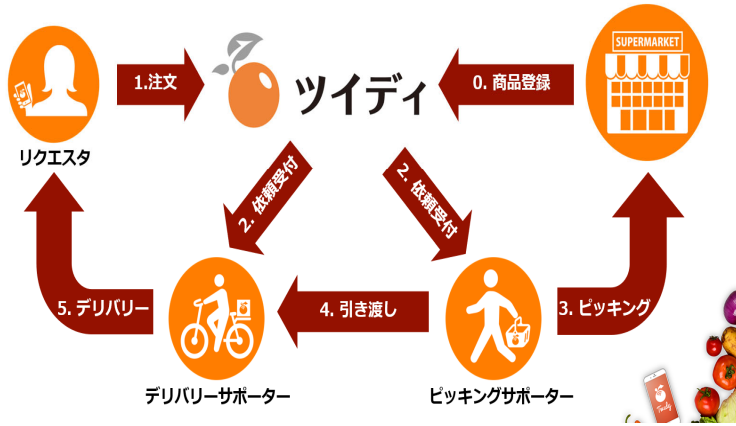 SUPERMARKET
1.注文
ツイディ
0. 商品登録
リクエスタ
2. 依頼受付
2. 依頼受付
5. デリバリー
4. 引き渡し
3. ピッキング
デリバリーサポーター
ピッキングサポーター
Twidy